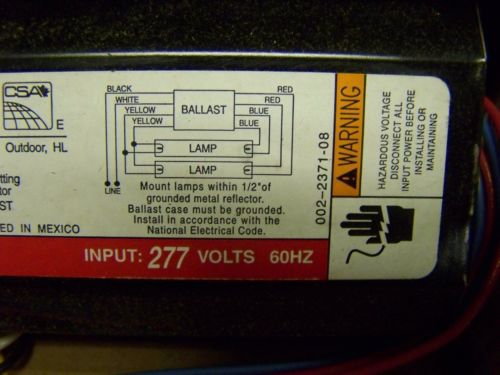 CSA
E
Outdoor, HL
tting
tor
ST
ED IN MEXICO
BLACK
WHITE
YELLOW
YELLOW
BALLAST
RED
RED
BLUE
BLUE
LAMP
LAMP
LINE
Mount lamps within 1/2" of
grounded metal reflector.
Ballast case must be grounded.
Install in accordance with the
National Electrical Code.
002-2371-08
WARNING
HAZARDOUS VOLTAGE
DISCONNECT ALL
INPUT POWER BEFORE
INSTALLING OR
MAINTAINING
INPUT: 277 VOLTS 60HZ